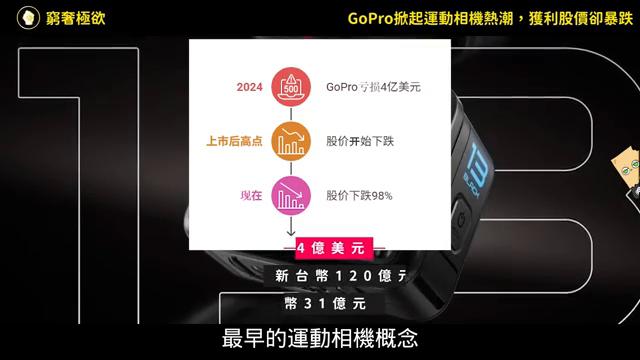 窮奢極欲
GoPro掀起運動相機熱潮，獲利股價卻暴跌
2024
500
GoPro亏损4亿美元
上市后高点
股价开始下跌
现在
股价下跌98%
13
BLACK
4億美元
新台幣120億元
幣31億元
最早的運動相機概念